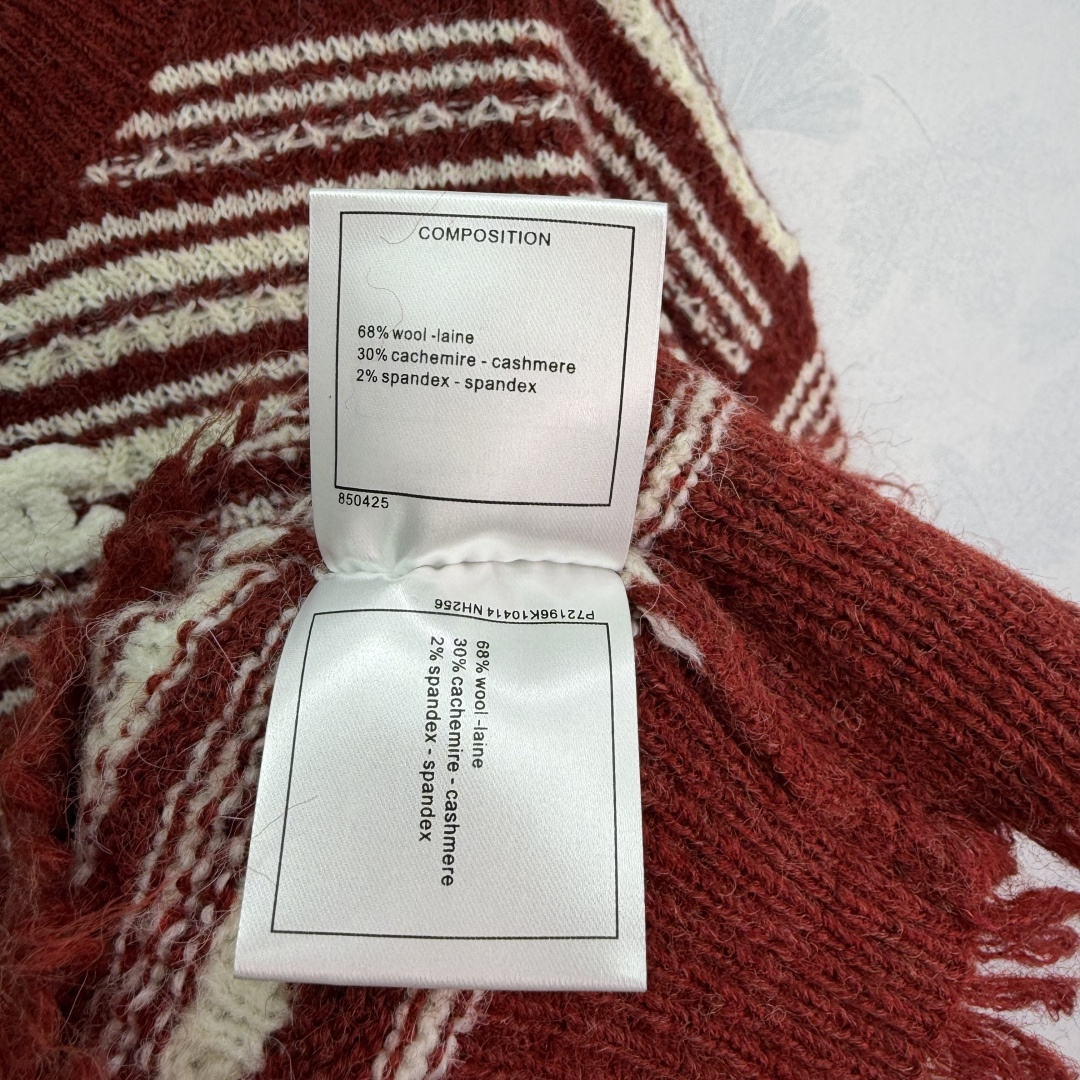 COMPOSITION
68% wool -laine
30% cachemire - cashmere
2% spandex - spandex
850425
P72196K10414 NH256
68% wool -laine
30% cachemire - cashmere
2% spandex - spandex